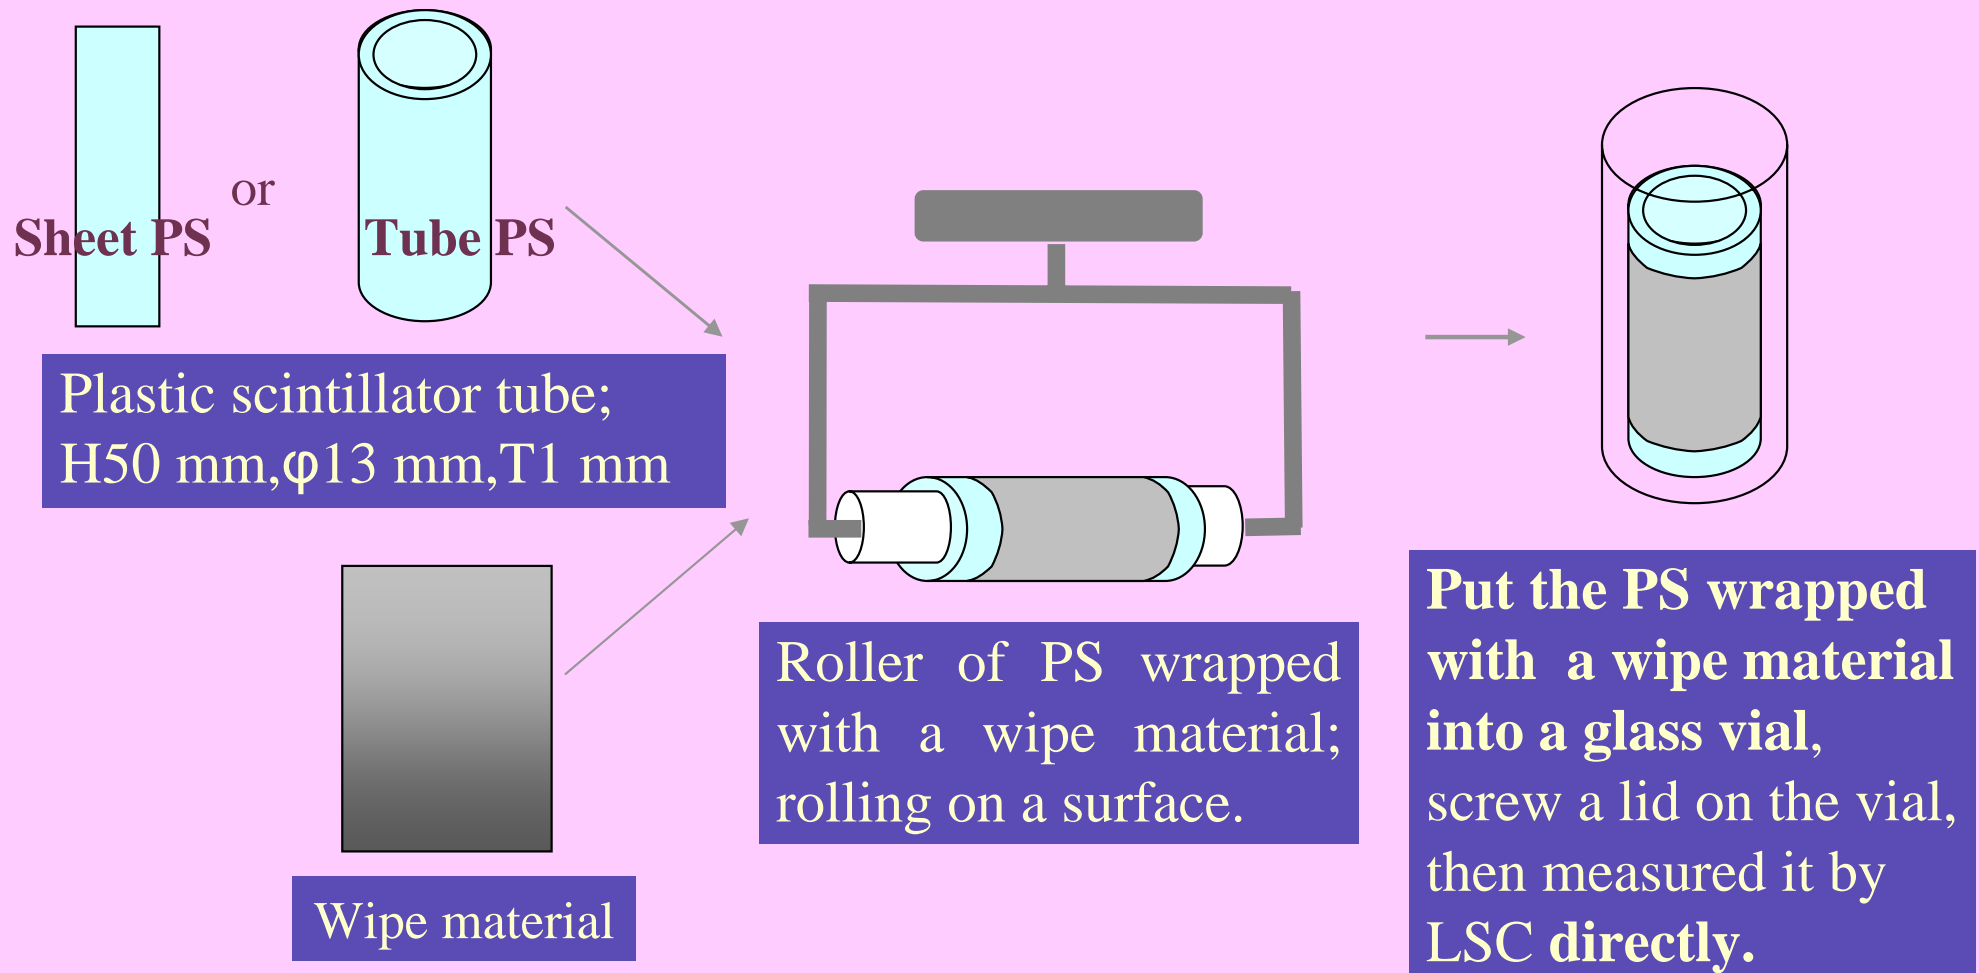 Sheet PS
or
Tube PS
Plastic scintillator tube;
H50 mm,φ13 mm,T1 mm
Wipe material
Roller of PS wrapped
with a wipe material;
rolling on a surface.
Put the PS wrapped
with a wipe material
into a glass vial,
screw a lid on the vial,
then measured it by
LSC directly.